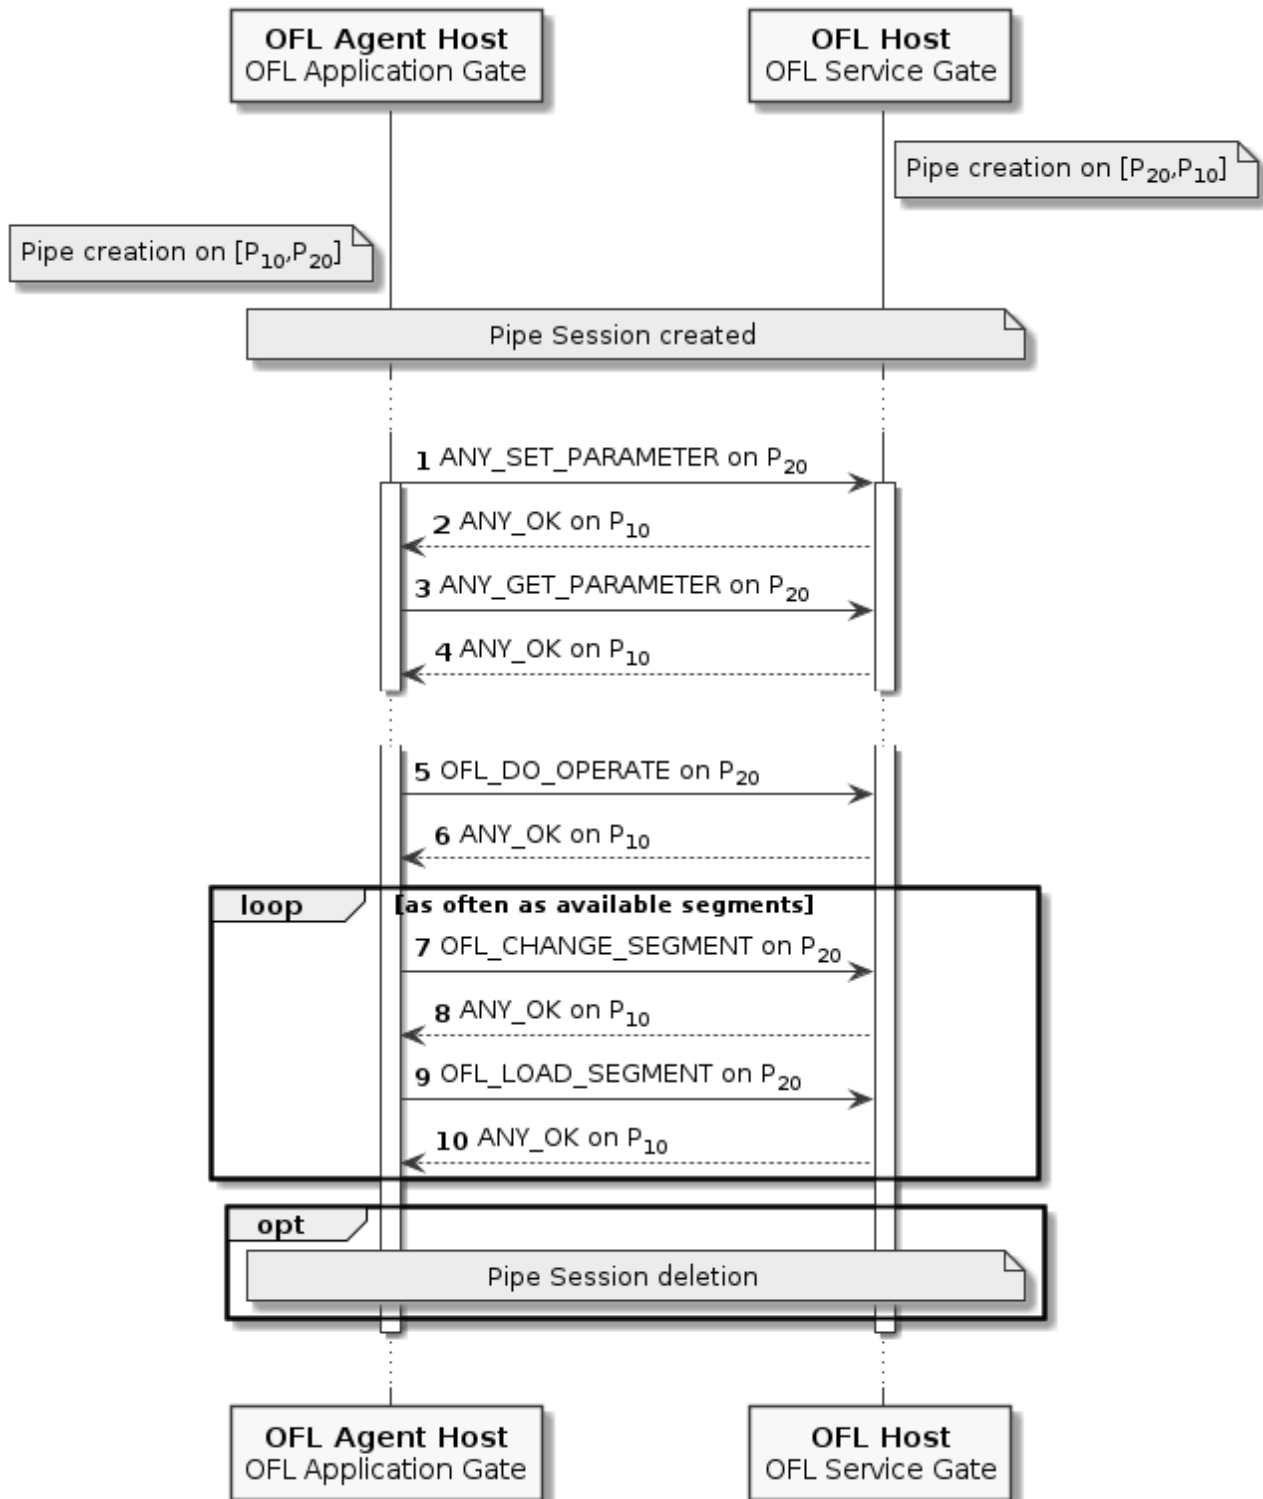 OFL Agent Host
OFL Application Gate
OFL Host
OFL Service Gate
Pipe creation on [P20,P10]
Pipe creation on [P10,P20]
Pipe Session created
1 ANY_SET_PARAMETER on P20
2 ANY_OK on P10
3 ANY_GET_PARAMETER on P20
4 ANY_OK on P10
5 OFL_DO_OPERATE on P20
6 ANY_OK on P10
loop [as often as available segments]
7 OFL_CHANGE_SEGMENT on P20
8 ANY_OK on P10
9 OFL_LOAD_SEGMENT on P20
10 ANY_OK on P10
opt
Pipe Session deletion
OFL Agent Host
OFL Application Gate
OFL Host
OFL Service Gate